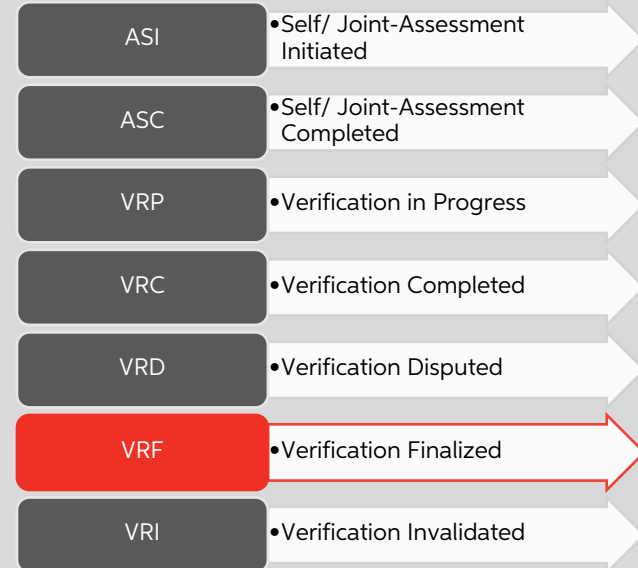 ASI
•Self/ Joint-Assessment
Initiated
ASC
•Self/ Joint-Assessment
Completed
VRP
•Verification in Progress
VRC
•Verification Completed
VRD
•Verification Disputed
VRF
•Verification Finalized
VRI
•Verification Invalidated